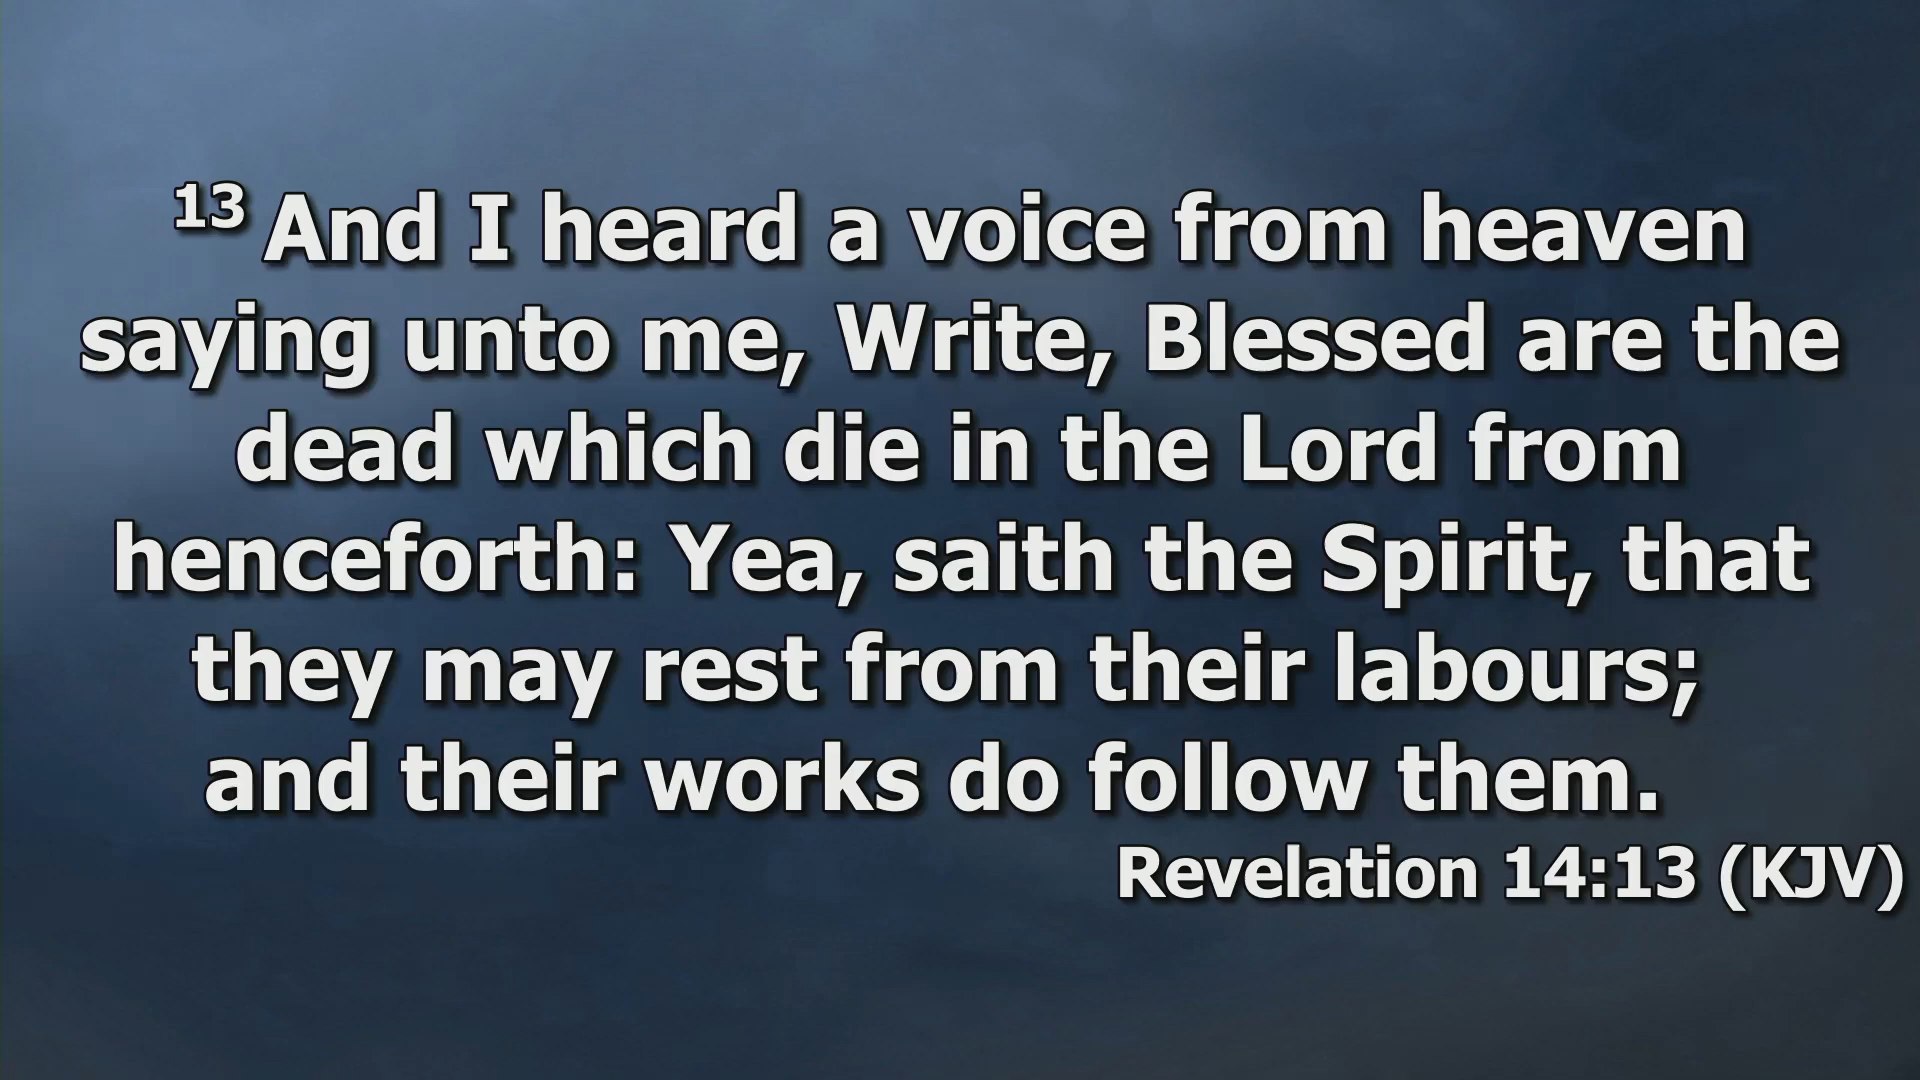 13 And I heard a voice from heaven
saying unto me, Write, Blessed are the
dead which die in the Lord from
henceforth: Yea, saith the Spirit, that
they may rest from their labours;
and their works do follow them.
Revelation 14:13 (KJV)